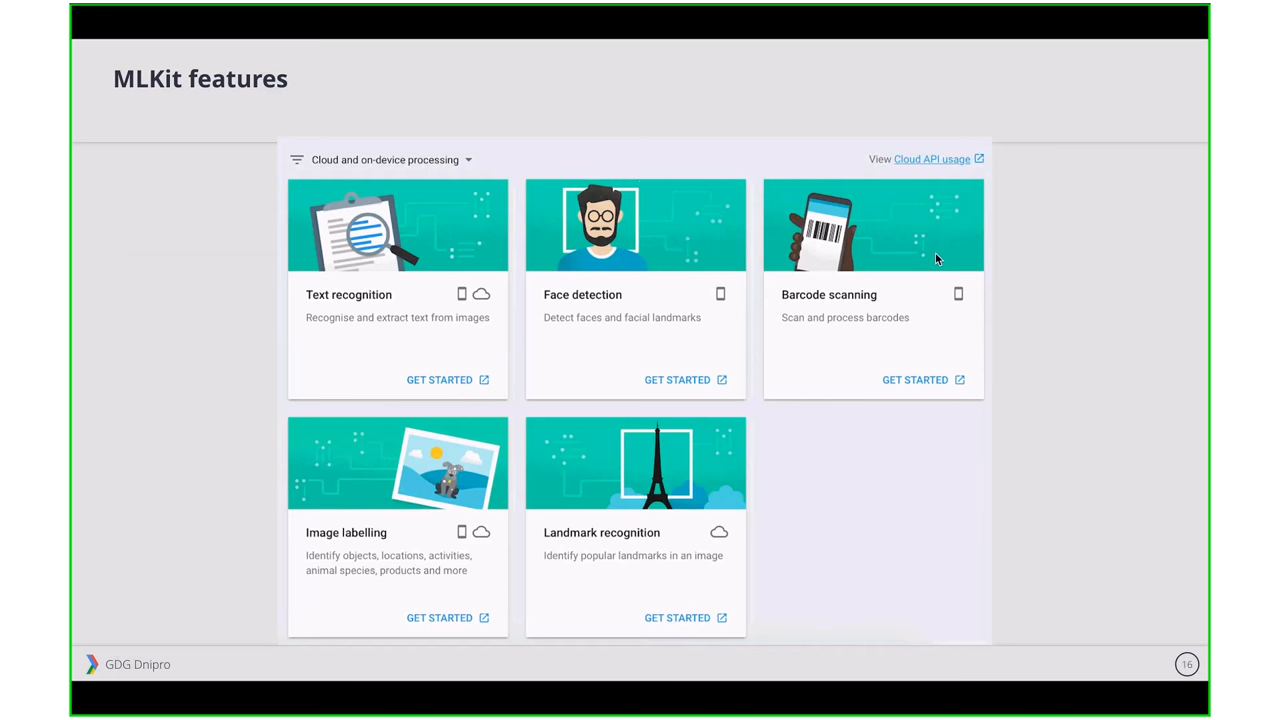 MLKit features
Cloud and on-device processing
View Cloud API usage
Text recognition
Recognise and extract text from images
GET STARTED
Face detection
Detect faces and facial landmarks
GET STARTED
Barcode scanning
Scan and process barcodes
GET STARTED
Image labelling
Identify objects, locations, activities,
animal species, products and more
GET STARTED
Landmark recognition
Identify popular landmarks in an image
GET STARTED
GDG Dnipro
16